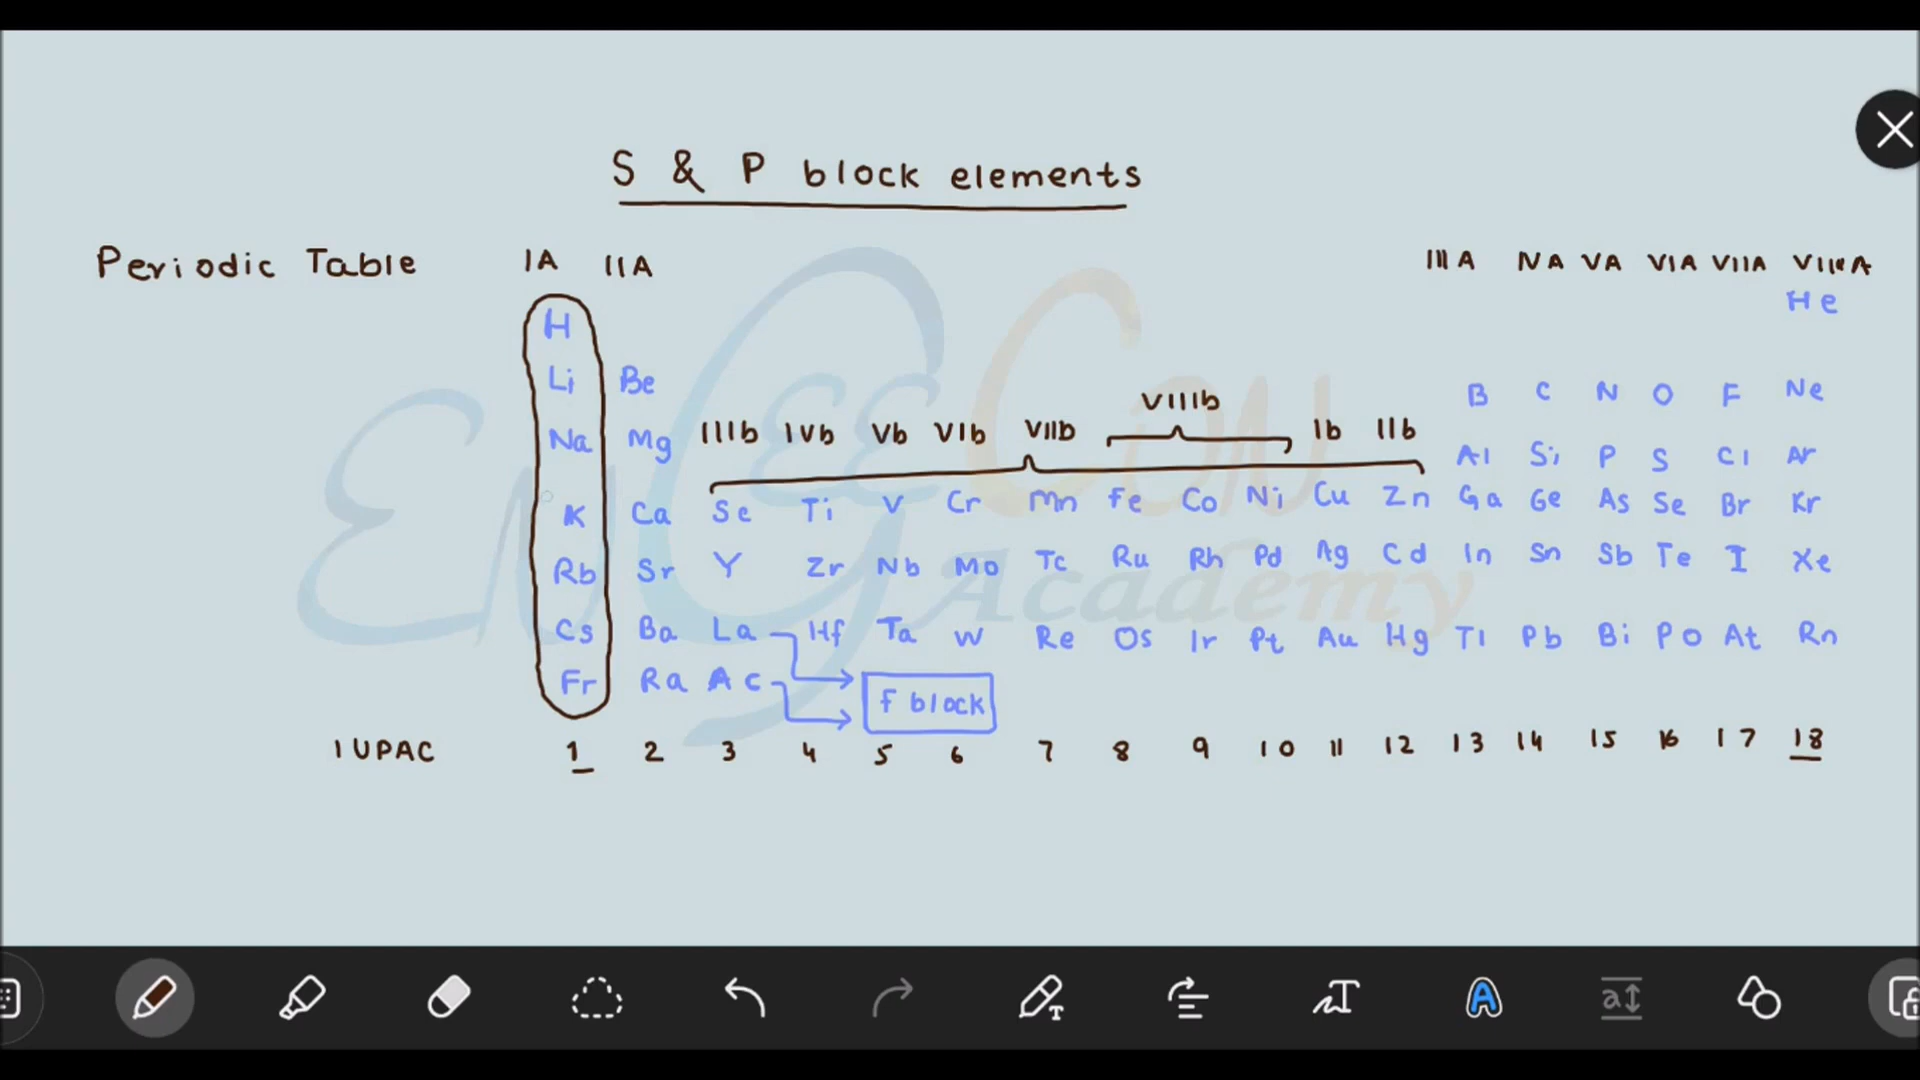 S & P block elements
Periodic Table IA IIA IIIA IVA VA VIA VIIA VIIIA
H He
Li Be B C N O F Ne
VIIIb
Na Mg IIIb IVb Vb VIb VIIb Ib IIb Al Si P S Cl Ar
K Ca Sc Ti V Cr Mn Fe Co Ni Cu Zn Ga Ge As Se Br Kr
Rb Sr Y Zr Nb Mo Tc Ru Rh Pd Ag Cd In Sn Sb Te I Xe
Cs Ba La Hf Ta W Re Os Ir Pt Au Hg Tl Pb Bi Po At Rn
Fr Ra Ac f block
IUPAC 1 2 3 4 5 6 7 8 9 10 11 12 13 14 15 16 17 18
Academy